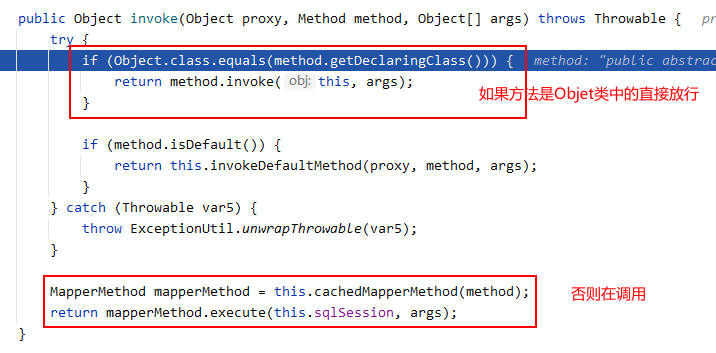 public Object invoke(Object proxy, Method method, Object[] args) throws Throwable { pr
try {
if (Object.class.equals(method.getDeclaringClass())) { method: "public abstrac
return method.invoke( obj: this, args);
}
如果方法是Objet类中的直接放行
if (method.isDefault()) {
return this.invokeDefaultMethod(proxy, method, args);
}
} catch (Throwable var5) {
throw ExceptionUtil.unwrapThrowable(var5);
}
MapperMethod mapperMethod = this.cachedMapperMethod(method);
否则在调用
return mapperMethod.execute(this.sqlSession, args);
}